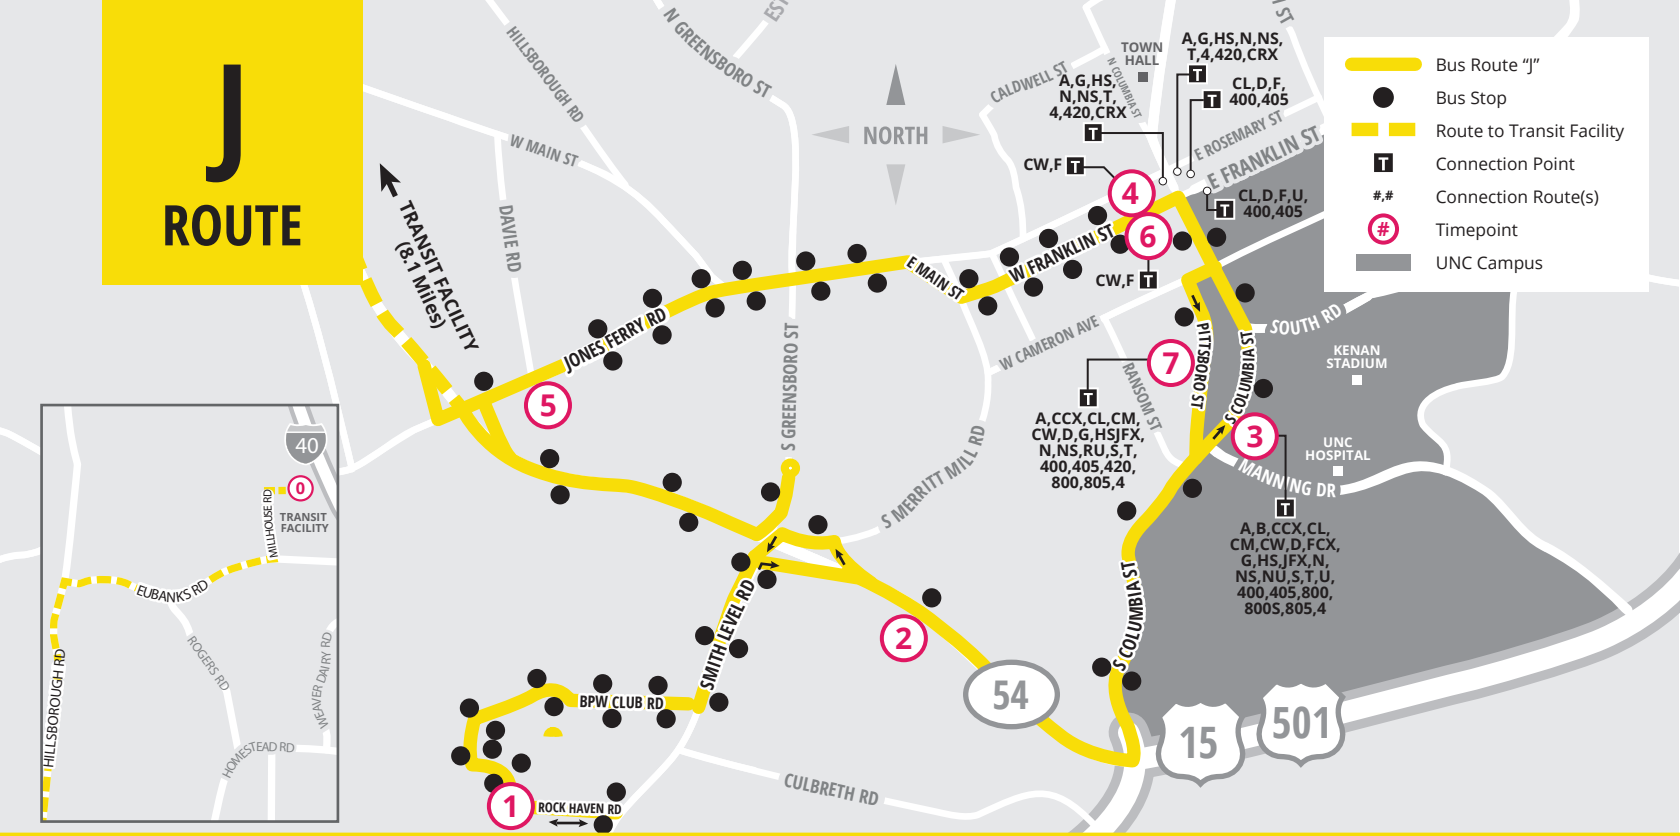 J
ROUTE
TRANSIT FACILITY
(8.1 Miles)
HILLSBOROUGH RD
N GREENSBORO ST
W MAIN ST
DAVIE RD
NORTH
CALDWELL ST
N COLUMBIA ST
TOWN
HALL
A,G,HS,N,NS,
T,4,420,CRX
T
CL,D,F,
400,405
T
A,G,HS,
N,NS,T,
4,420,CRX
T
CW,F
T
E ROSEMARY ST
E FRANKLIN ST
CL,D,F,U,
400,405
T
4
6
CW,F
T
W FRANKLIN ST
E MAIN ST
JONES FERRY RD
5
S GREENSBORO ST
W CAMERON AVE
RANSOM ST
PITTSBORO ST
S COLUMBIA ST
7
T
A,CCX,CL,CM,
CW,D,G,HSJFX,
N,NS,RU,S,T,
400,405,420,
800,805,4
SOUTH RD
KENAN
STADIUM
UNC
HOSPITAL
3
MANNING DR
T
A,B,CCX,CL,
CM,CW,D,FCX,
G,HS,JFX,N,
NS,NU,S,T,U,
400,405,800,
800S,805,4
S MERRITT MILL RD
S COLUMBIA ST
SMITH LEVEL RD
2
54
15
501
BPW CLUB RD
1
ROCK HAVEN RD
CULBRETH RD
Bus Route "J"
Bus Stop
Route to Transit Facility
T
Connection Point
#,#
Connection Route(s)
#
Timepoint
UNC Campus
40
0
TRANSIT
FACILITY
MILLHOUSE RD
EUBANKS RD
ROGERS RD
HILLSBOROUGH RD
HOMESTEAD RD
WEAVER DAIRY RD